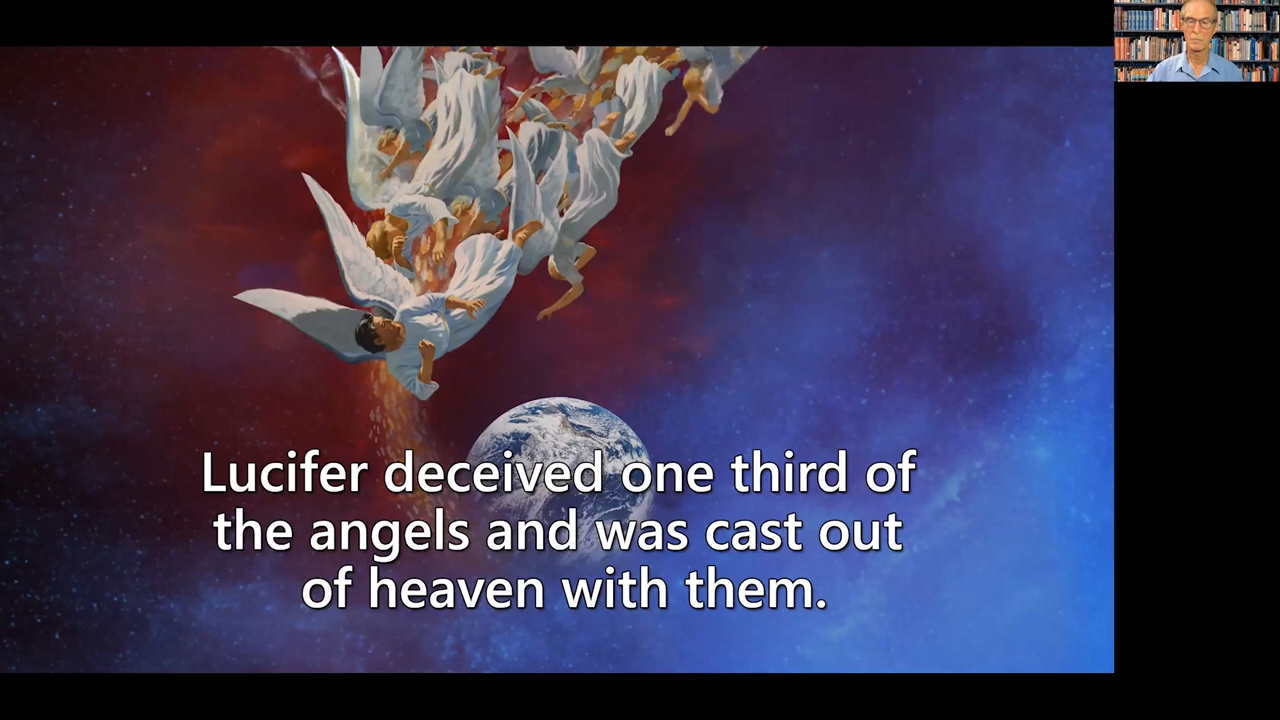 Lucifer deceived one third of
the angels and was cast out
of heaven with them.